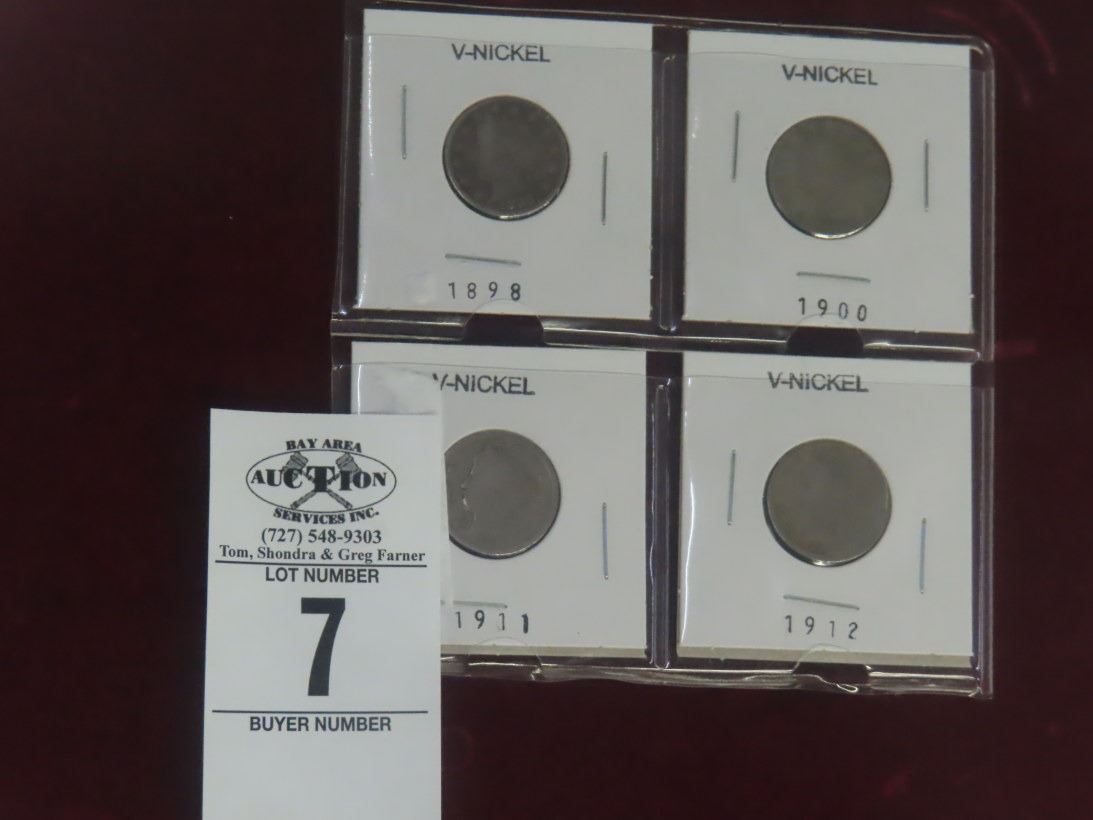 V-NICKEL
1898
V-NICKEL
1900
V-NICKEL
1911
V-NICKEL
1912
BAY AREA
AUCTION
SERVICES INC.
(727) 548-9303
Tom, Shondra & Greg Farner
LOT NUMBER
7
BUYER NUMBER